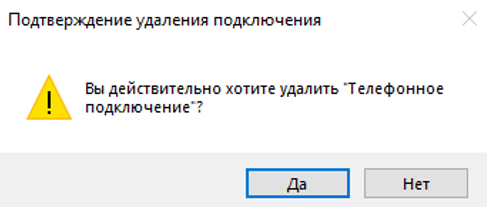 Подтверждение удаления подключения
Вы действительно хотите удалить "Телефонное
подключение"?
Да
Нет